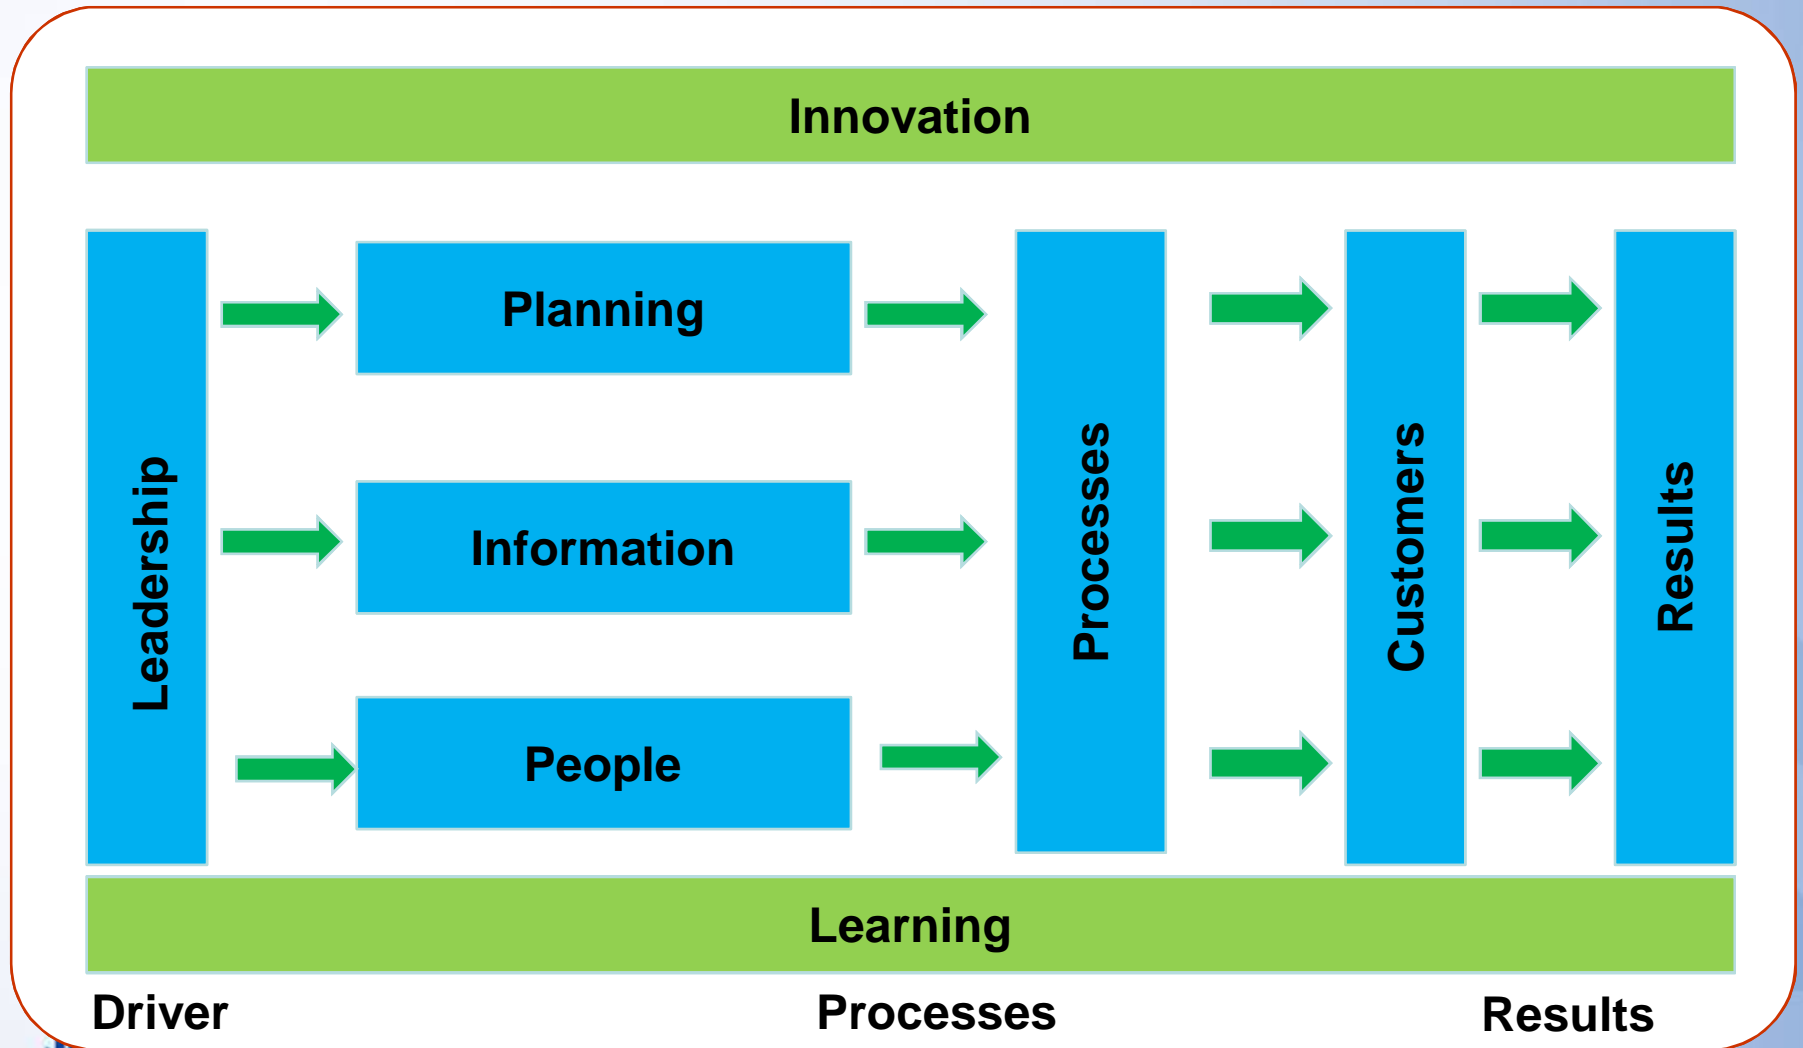 Innovation
Leadership
Planning
Information
People
Processes
Customers
Results
Learning
Driver
Processes
Results